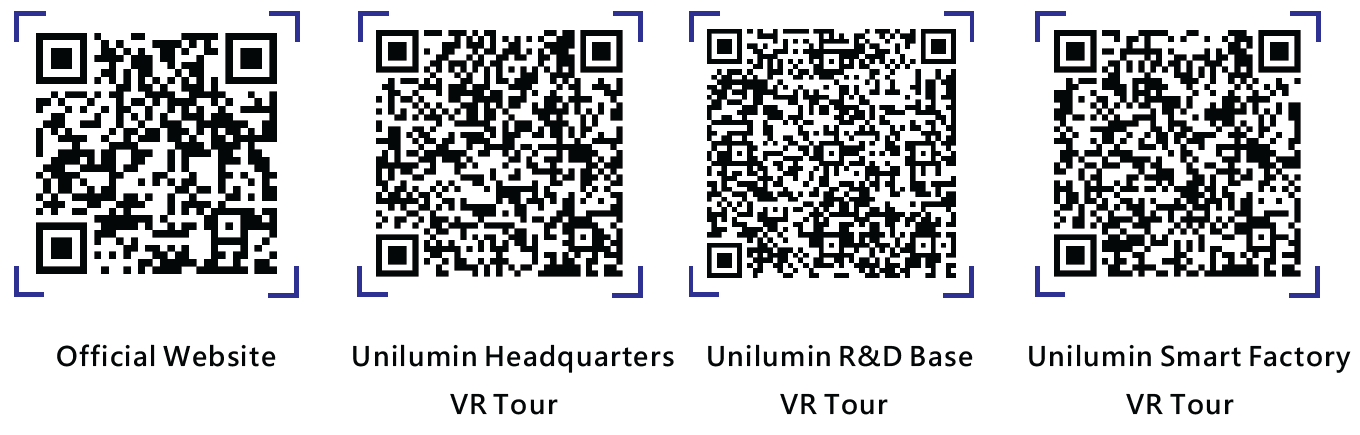 Official Website
Unilumin Headquarters
VR Tour
Unilumin R&D Base
VR Tour
Unilumin Smart Factory
VR Tour